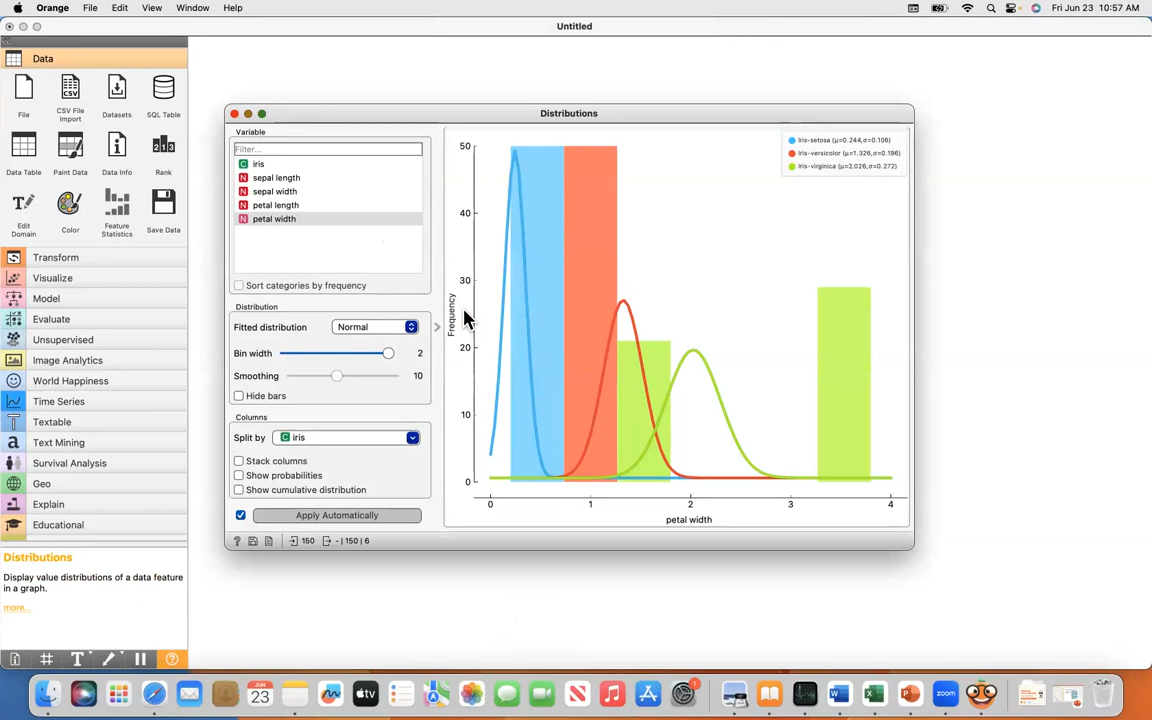 Orange File Edit View Window Help Fri Jun 23 10:57 AM
Untitled
Data
File
CSV File Import
Datasets
SQL Table
Data Table
Paint Data
Data Info
Rank
Edit Domain
Color
Feature Statistics
Save Data
Transform
Visualize
Model
Evaluate
Unsupervised
Image Analytics
World Happiness
Time Series
Textable
Text Mining
Survival Analysis
Geo
Explain
Educational
Distributions
Display value distributions of a data feature
in a graph.
more...
Distributions
Variable
Filter...
C iris
N sepal length
N sepal width
N petal length
N petal width
Sort categories by frequency
Distribution
Fitted distribution Normal
Bin width 2
Smoothing 10
Hide bars
Columns
Split by C iris
Stack columns
Show probabilities
Show cumulative distribution
Apply Automatically
? 150 - | 150 | 6
Iris-setosa (μ=0.244,σ=0.106)
Iris-versicolor (μ=1.326,σ=0.196)
Iris-virginica (μ=2.026,σ=0.272)
50
40
30
20
10
0
Frequency
0 1 2 3 4
petal width
JUN
23
tv
zoom
1